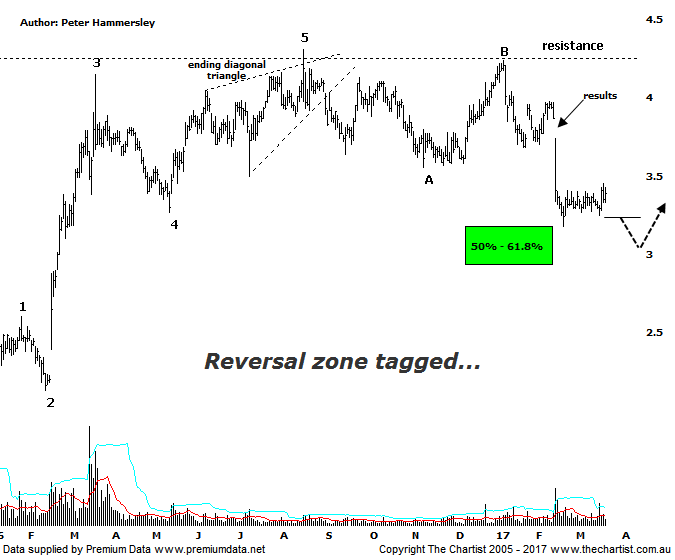 Author: Peter Hammersley
4.5
5
B
resistance
3
ending diagonal
triangle
results
4
3.5
A
4
50% - 61.8%
3
1
2.5
Reversal zone tagged...
2
S F M A M J J A S O N D 17 F M A
Data supplied by Premium Data www.premiumdata.net
Copyright The Chartist 2005 - 2017 www.thechartist.com.au